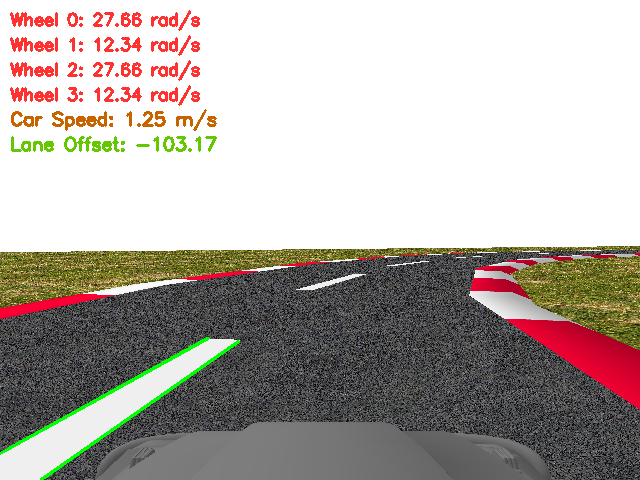 Wheel 0: 27.66 rad/s
Wheel 1: 12.34 rad/s
Wheel 2: 27.66 rad/s
Wheel 3: 12.34 rad/s
Car Speed: 1.25 m/s
Lane Offset: -103.17